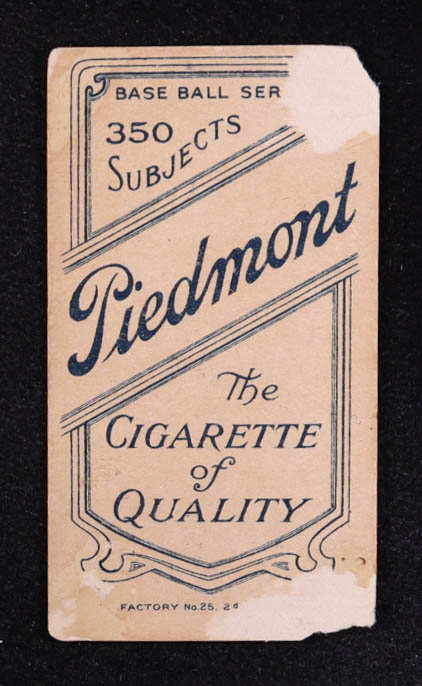 BASE BALL SER
350
SUBJECTS
Piedmont
The
CIGARETTE
of
QUALITY
FACTORY No.25. 2d